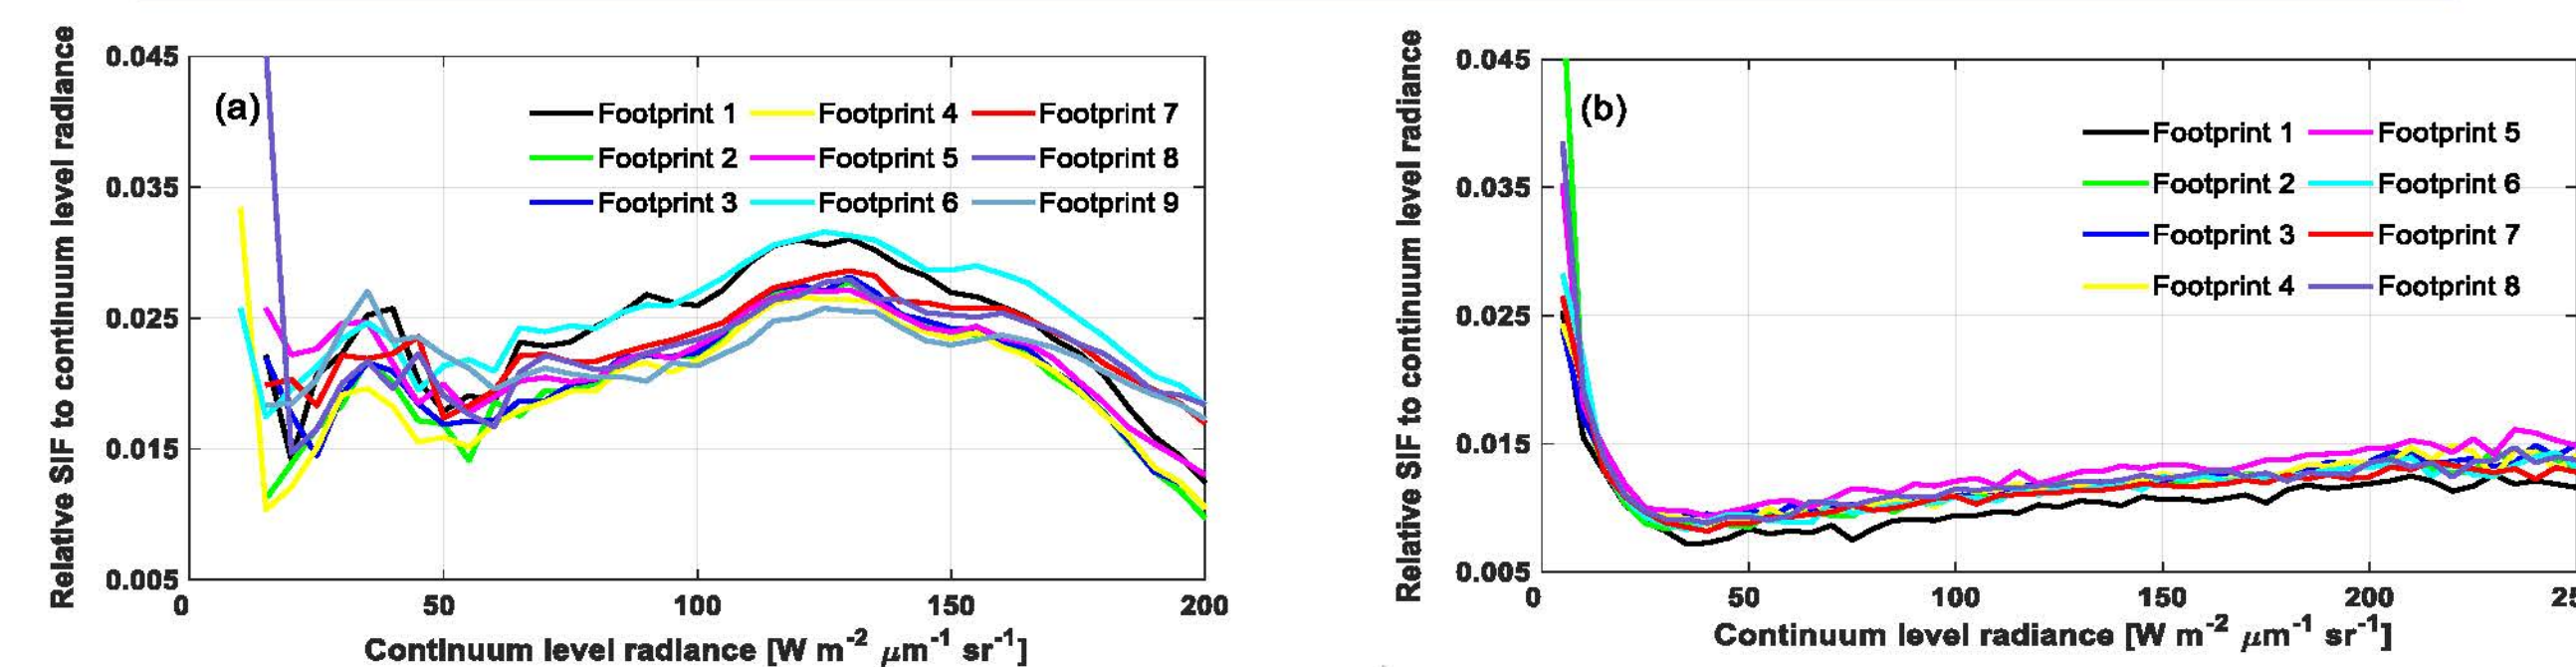 Relative SIF to continuum level radiance
0.045
0.035
0.025
0.015
0.005
(a)
Footprint 1 Footprint 4 Footprint 7
Footprint 2 Footprint 5 Footprint 8
Footprint 3 Footprint 6 Footprint 9
0 50 100 150 200
Continuum level radiance [W m-2 μm-1 sr-1]
Relative SIF to continuum level radiance
0.045
0.035
0.025
0.015
0.005
(b)
Footprint 1 Footprint 5
Footprint 2 Footprint 6
Footprint 3 Footprint 7
Footprint 4 Footprint 8
0 50 100 150 200
Continuum level radiance [W m-2 μm-1 sr-1]